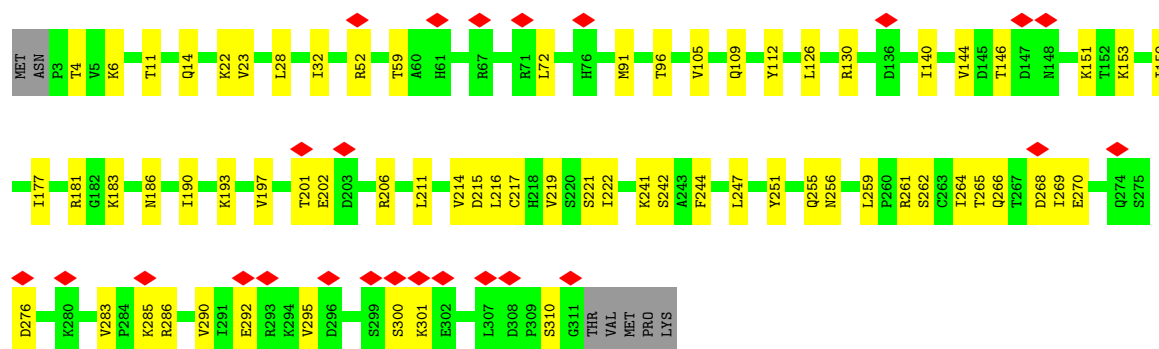 MET ASN P3 T4 V5 K6 T11 Q14 K22 V23 L28 I32 R52 T59 A60 H61 R67 R71 L72 H76 M91 T96 V105 Q109 Y112 L126 R130 D136 I140 V144 D145 T146 D147 N148 K151 T152 K153
I177 R181 G182 K183 N186 I190 K193 V197 T201 E202 D203 R206 L211 V214 D215 L216 C217 H218 V219 S220 S221 I222 K241 S242 A243 F244 L247 Y251 Q255 N256 L259 P260 R261 S262 C263 I264 T265 Q266 T267 D268 I269 E270 Q274 S275
D276 K280 V283 P284 K285 R286 V290 I291 E292 R293 K294 V295 D296 S299 S300 K301 E302 L307 D308 P309 S310 G311 THR VAL MET PRO LYS